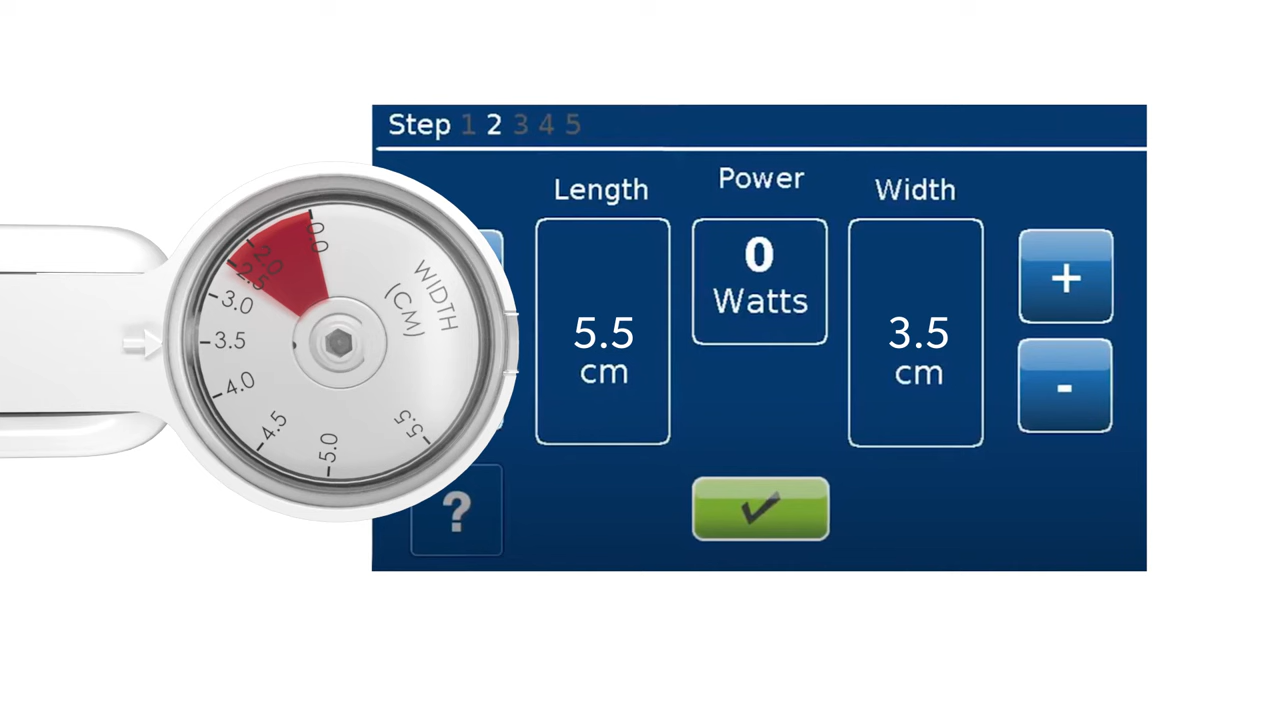 Step 1 2 3 4 5
0.0
2.0
2.5
3.0
3.5
4.0
4.5
5.0
5.5
WIDTH
(CM)
Length
5.5
cm
Power
0
Watts
Width
3.5
cm
+
-
?